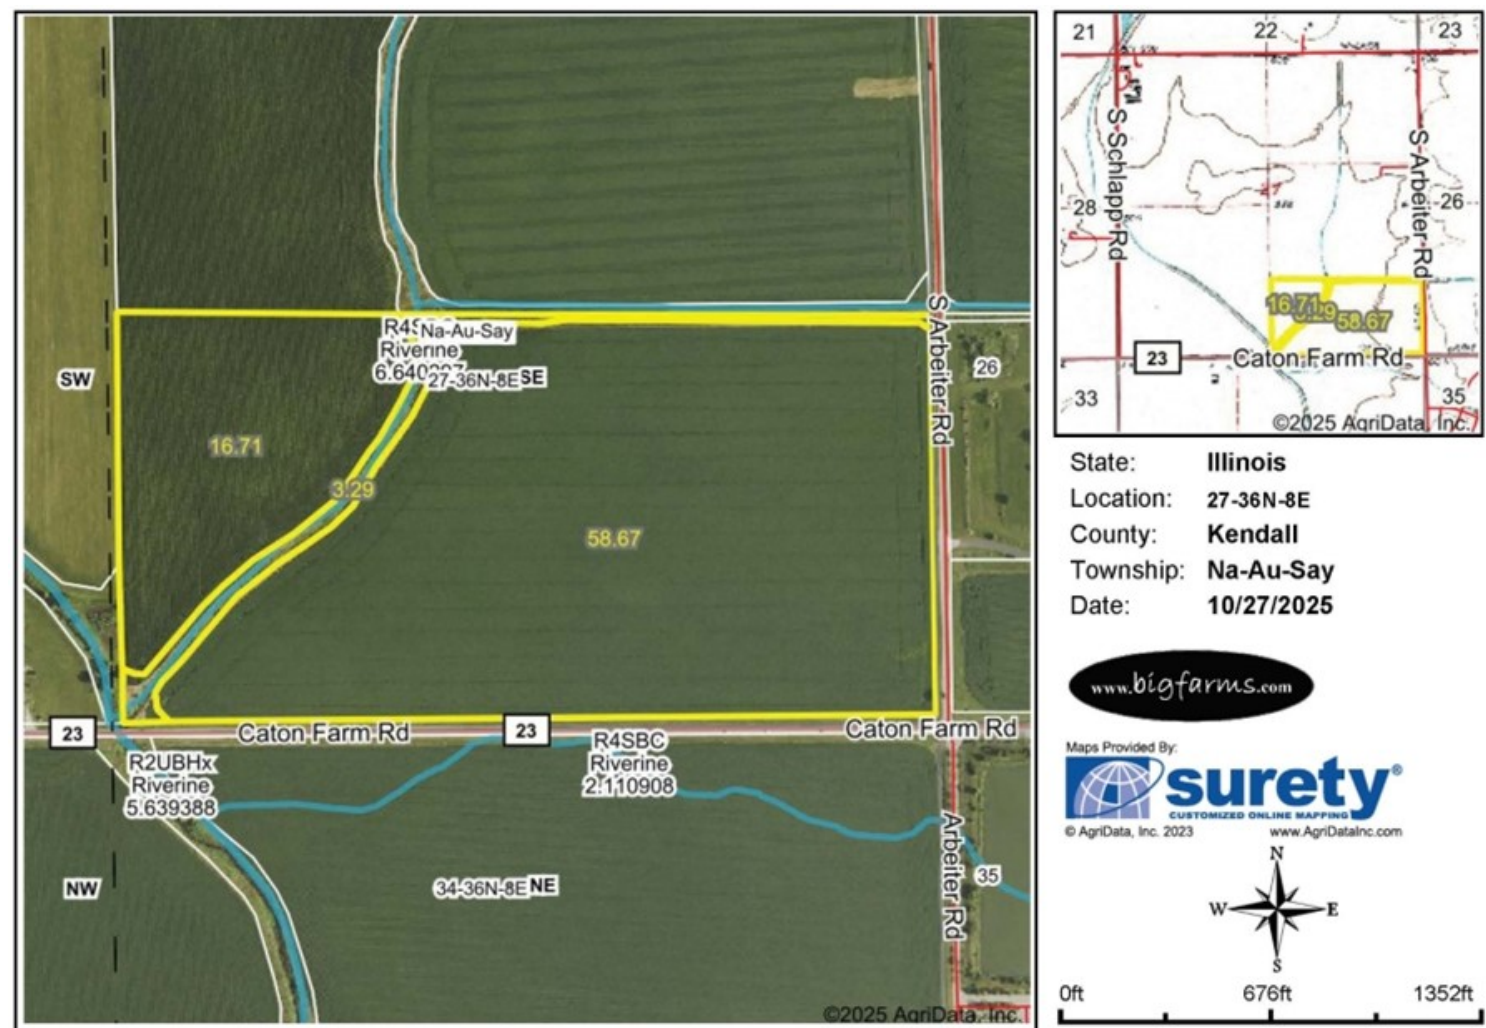 SW
R4S
Na-Au-Say
Riverine
27-36N-8E SE
16.71
3.29
58.67
S Arbeiter Rd
26
23
Caton Farm Rd
23
Caton Farm Rd
R2UBHx
Riverine
5.639388
R4SBC
Riverine
2.110908
Arbeiter Rd
NW
34-36N-8E NE
35
©2025 AgriData, Inc.
21
22
23
S Schlapp Rd
S Arbeiter Rd
28
26
16.71
58.67
23
Caton Farm Rd
33
35
©2025 AgriData, Inc.
State: Illinois
Location: 27-36N-8E
County: Kendall
Township: Na-Au-Say
Date: 10/27/2025
www.bigfarms.com
Maps Provided By:
surety®
CUSTOMIZED ONLINE MAPPING
© AgriData, Inc. 2023 www.AgriDataInc.com
N
W E
S
0ft 676ft 1352ft